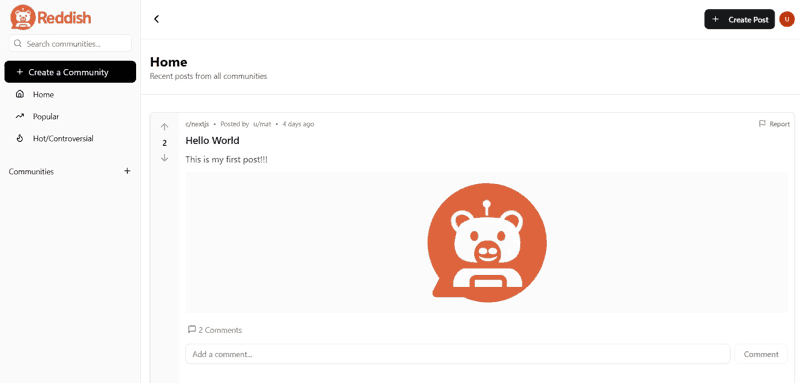 Reddish
Search communities...
Create a Community
Home
Popular
Hot/Controversial
Communities
Create Post
u
Home
Recent posts from all communities
c/nextjs • Posted by u/mat • 4 days ago
Report
2
Hello World
This is my first post!!!
2 Comments
Add a comment...
Comment